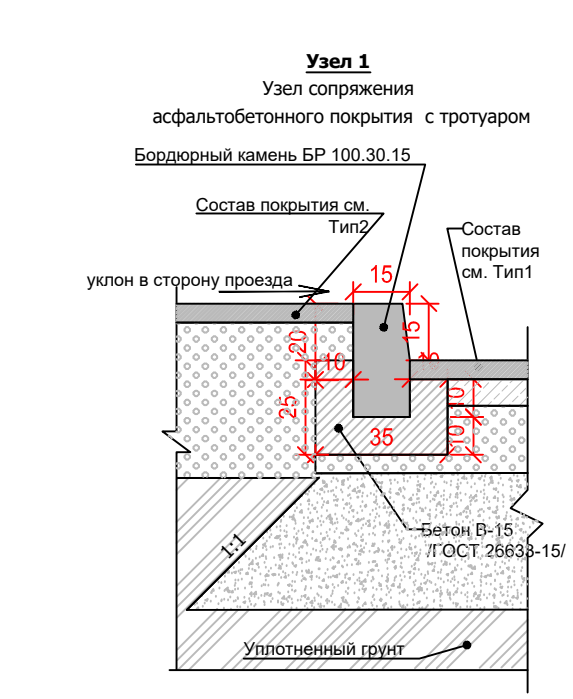 Узел 1
Узел сопряжения
асфальтобетонного покрытия с тротуаром
Бордюрный камень БР 100.30.15
Состав покрытия см.
Тип2
Состав
покрытия
см. Тип1
уклон в сторону проезда
15
15
20
10
10
25
35
10
Бетон В-15
/ГОСТ 26633-15/
1:1
Уплотненный грунт